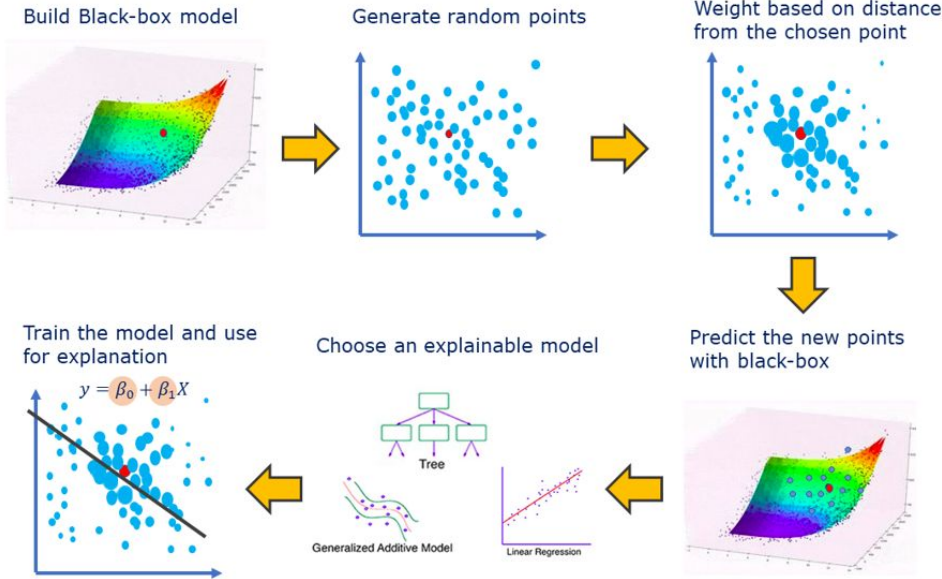 Build Black-box model
Generate random points
Weight based on distance
from the chosen point
Train the model and use
for explanation
y = β₀ + β₁X
Choose an explainable model
Tree
Generalized Additive Model
Linear Regression
Predict the new points
with black-box